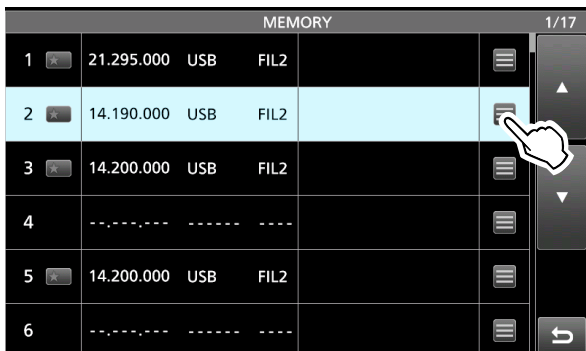 MEMORY 1/17
1 21.295.000 USB FIL2
2 14.190.000 USB FIL2
3 14.200.000 USB FIL2
4 --.---.--- ------ ----
5 14.200.000 USB FIL2
6 --.---.--- ------ ----